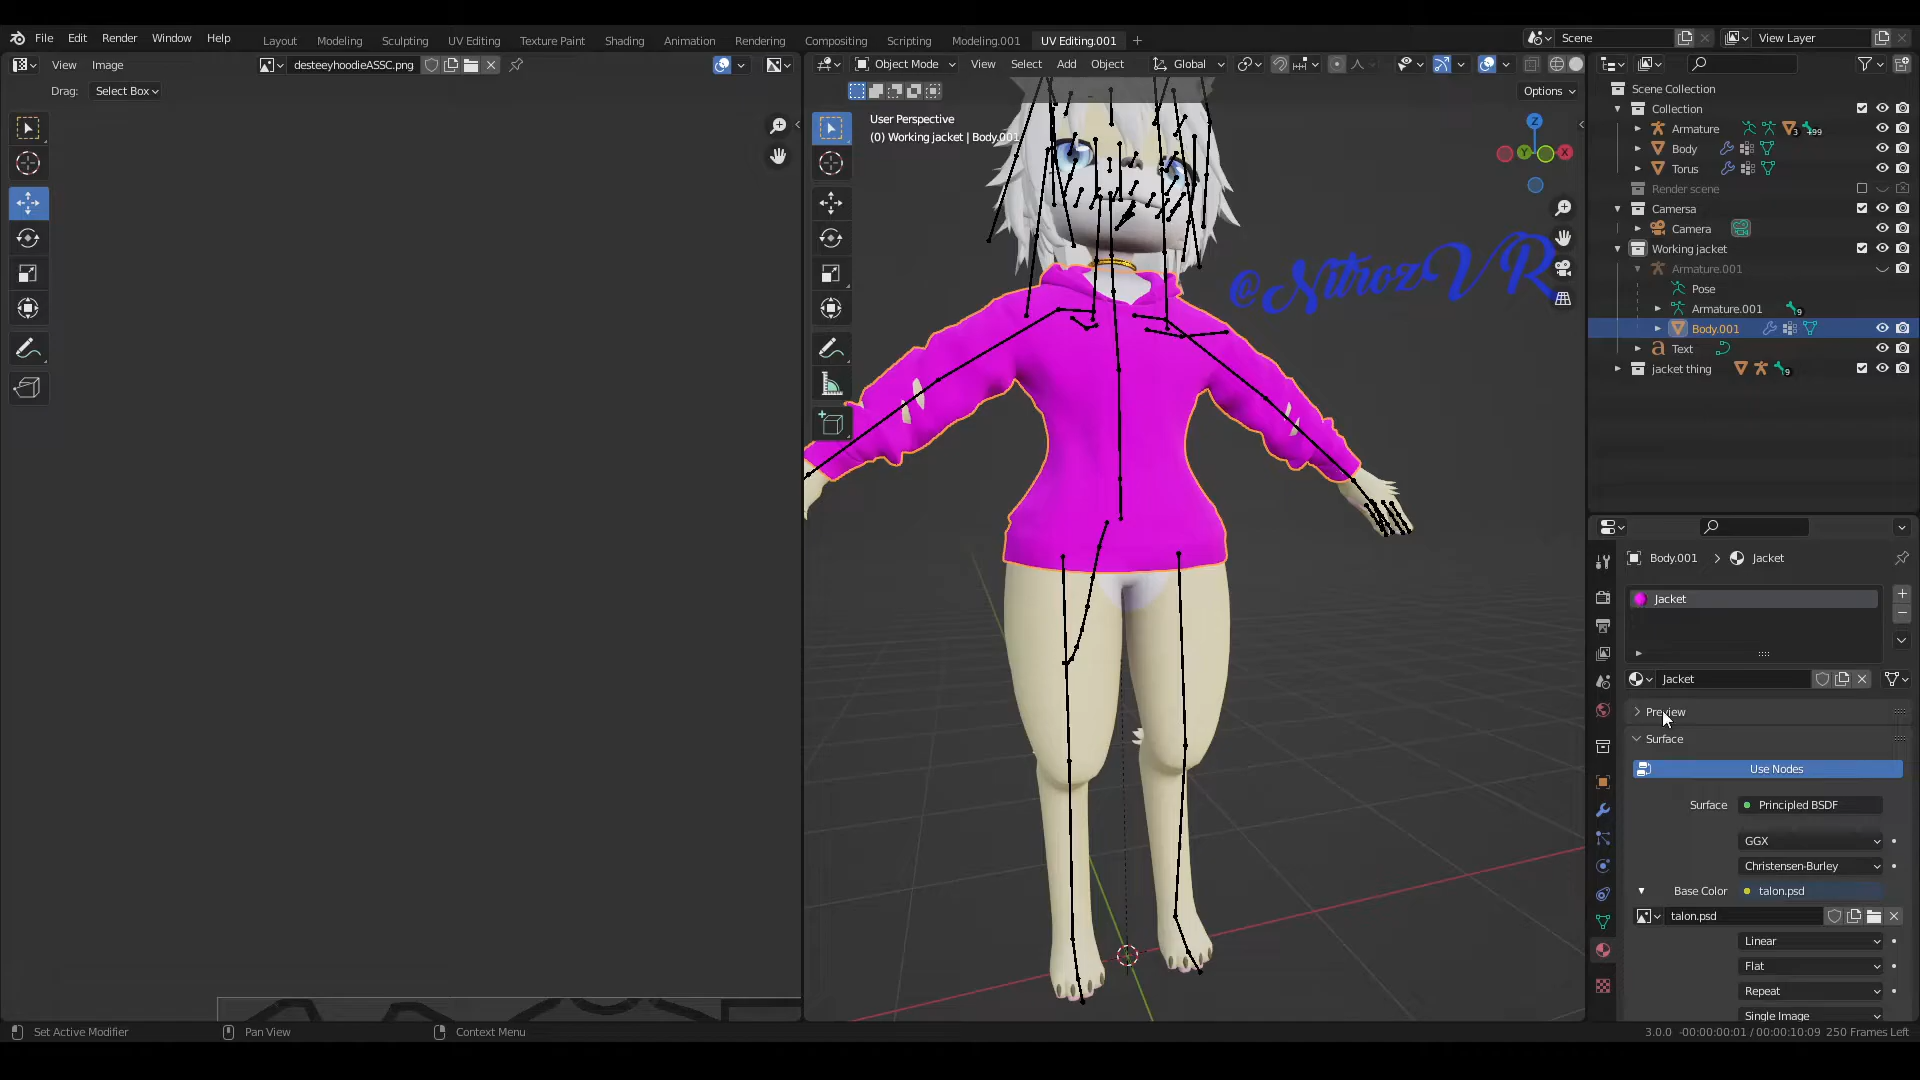 File Edit Render Window Help
Layout Modeling Sculpting UV Editing Texture Paint Shading Animation Rendering Compositing Scripting Modeling.001 UV Editing.001 +
Scene View Layer
View Image desteeyhoodieASSC.png
Object Mode View Select Add Object Global
Drag: Select Box
Options
User Perspective
(0) Working jacket | Body.001
Z
Y
X
@NitrozVR
Scene Collection
Collection
Armature 3 +99
Body
Torus
Render scene
Camersa
Camera
Working jacket
Armature.001
Pose
Armature.001 9
Body.001
Text
jacket thing 9
Body.001 > Jacket
Jacket
Jacket
Preview
Surface
Use Nodes
Surface Principled BSDF
GGX
Christensen-Burley
Base Color talon.psd
talon.psd
Linear
Flat
Repeat
Single Image
Set Active Modifier Pan View Context Menu
3.0.0 -00:00:00:01 / 00:00:10:09 250 Frames Left